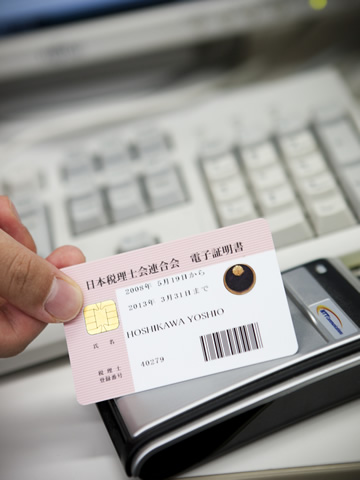 日本税理士会連合会 電子証明書
2008年 5月19日から
2013年 3月31日まで
氏 名 HOSHIKAWA YOSHIO
税理士
登録番号 40279